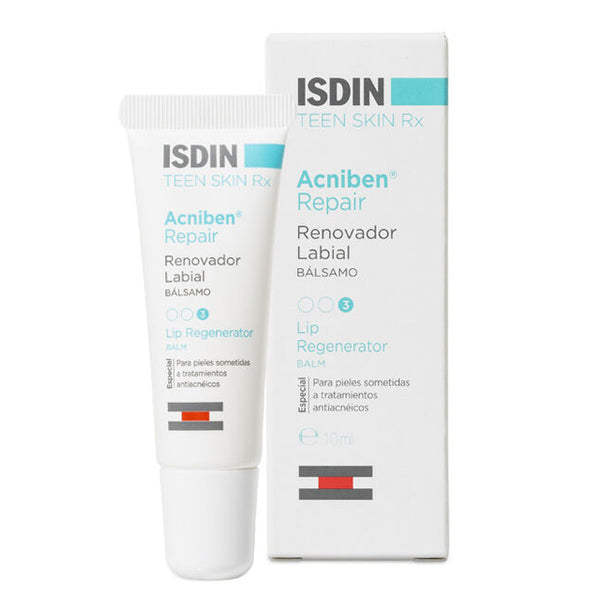 ISDIN
TEEN SKIN Rx
Acniben®
Repair
Renovador
Labial
BÁLSAMO
3
Lip Regenerator
BALM
Especial
Para pieles sometidas
a tratamientos
antiacnéicos
ISDIN
TEEN SKIN Rx
Acniben®
Repair
Renovador
Labial
BÁLSAMO
3
Lip
Regenerator
BALM
Especial
Para pieles sometidas
a tratamientos
antiacnéicos
℮ 10ml